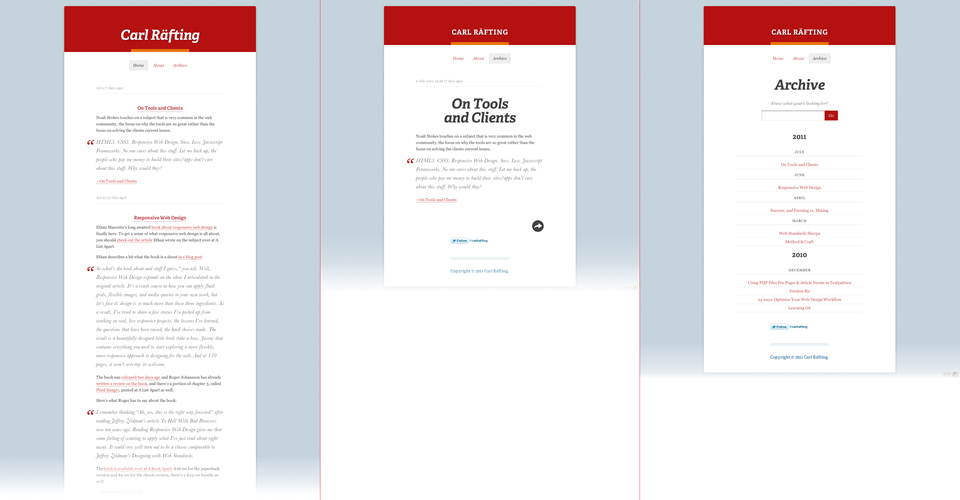 Carl Räfting
Home About Archive
On Tools and Clients
Noah Stokes touches on a subject that is very common in the web
community, the focus on why the tools are so great rather than the
focus on solving the clients current issues.
“ HTML5. CSS3. Responsive Web Design. Sass. Less. Javascript
Frameworks. No one cares about this stuff. Let me back up, the
people who pay me money to build their sites/apps don't care
about this stuff. Why would they?
—On Tools and Clients
Responsive Web Design
Ethan Marcotte's long awaited book about responsive web design is
finally here. To get a sense of what responsive web design is all about,
you should check out the article Ethan wrote on the subject over at A
List Apart.
Ethan describes a bit what the book is about in a blog post.
“ So what's the book about and stuff I guess," you ask. Well,
Responsive Web Design expands on the ideas I articulated in the
original article. It's a crash course in how you can apply fluid
grids, flexible images, and media queries in your own work, but
let's face it: design is so much more than these three ingredients. As
a result, I've tried to share a few stories I've picked up from
working on real, live responsive projects: the lessons I've learned,
the questions that have been raised, the hard choices made. The
result is a beautifully designed little book (take a bow, Jason) that
contains everything you need to start exploring a more flexible,
more responsive approach to designing for the web. And at 150
pages, it won't overstay its welcome.
The book was released two days ago and Roger Johansson has already
written a review on the book, and there's a portion of chapter 3, called
Fluid Images, posted at A List Apart as well.
Here's what Roger has to say about the book:
“ I remember thinking "Ah, yes, this is the right way forward" after
reading Jeffrey Zeldman's article To Hell With Bad Browsers
over ten years ago. Reading Responsive Web Design gives me that
same feeling of wanting to apply what I've just read about right
away. It could very well turn out to be a classic comparable to
Jeffrey Zeldman's Designing with Web Standards.
The book is available over at A Book Apart, $18.00 for the paperback
version and $9.00 for the ebook version, there's a
well
CARL RÄFTING
Home About Archive
On Tools
and Clients
Noah Stokes touches on a subject that is very common in the web
community, the focus on why the tools are so great rather than the
focus on solving the clients current issues.
“ HTML5. CSS3. Responsive Web Design. Sass. Less. Javascript
Frameworks. No one cares about this stuff. Let me back up, the
people who pay me money to build their sites/apps don't care
about this stuff. Why would they?
—On Tools and Clients
Follow @carlrafting
Copyright © 2011 Carl Räfting.
CARL RÄFTING
Home About Archive
Archive
Know what you're looking for?
Go
2011
JULY
On Tools and Clients
JUNE
Responsive Web Design
APRIL
Success, and Farming vs. Mining
MARCH
Web Standards Sherpa
Method & Craft
2010
DECEMBER
Using PHP Files For Pages & Article Forms in Textpattern
Version Six
24 ways: Optimize Your Web Design Workflow
Learning Git
Follow @carlrafting
Copyright © 2011 Carl Räfting.